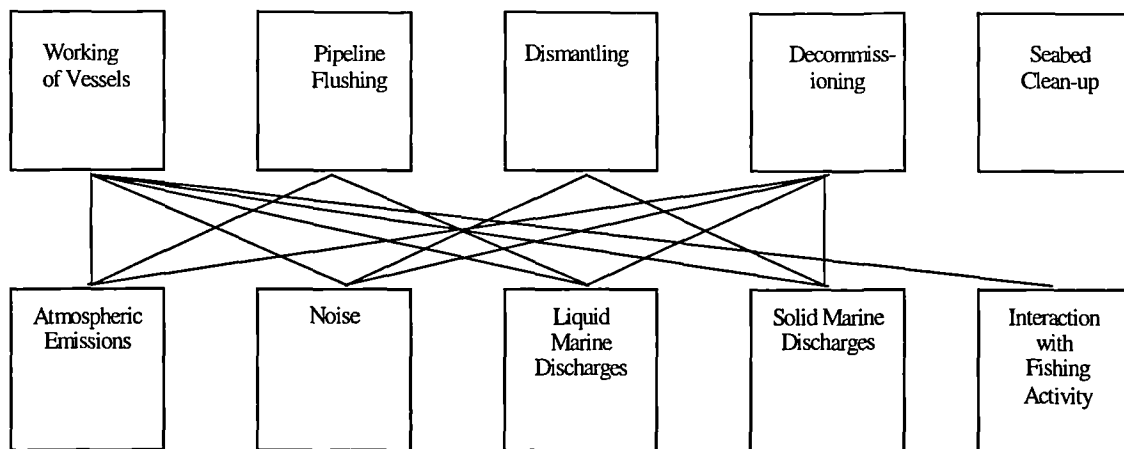 Working
of Vessels
Pipeline
Flushing
Dismantling
Decommiss-
ioning
Seabed
Clean-up
Atmospheric
Emissions
Noise
Liquid
Marine
Discharges
Solid Marine
Discharges
Interaction
with
Fishing
Activity